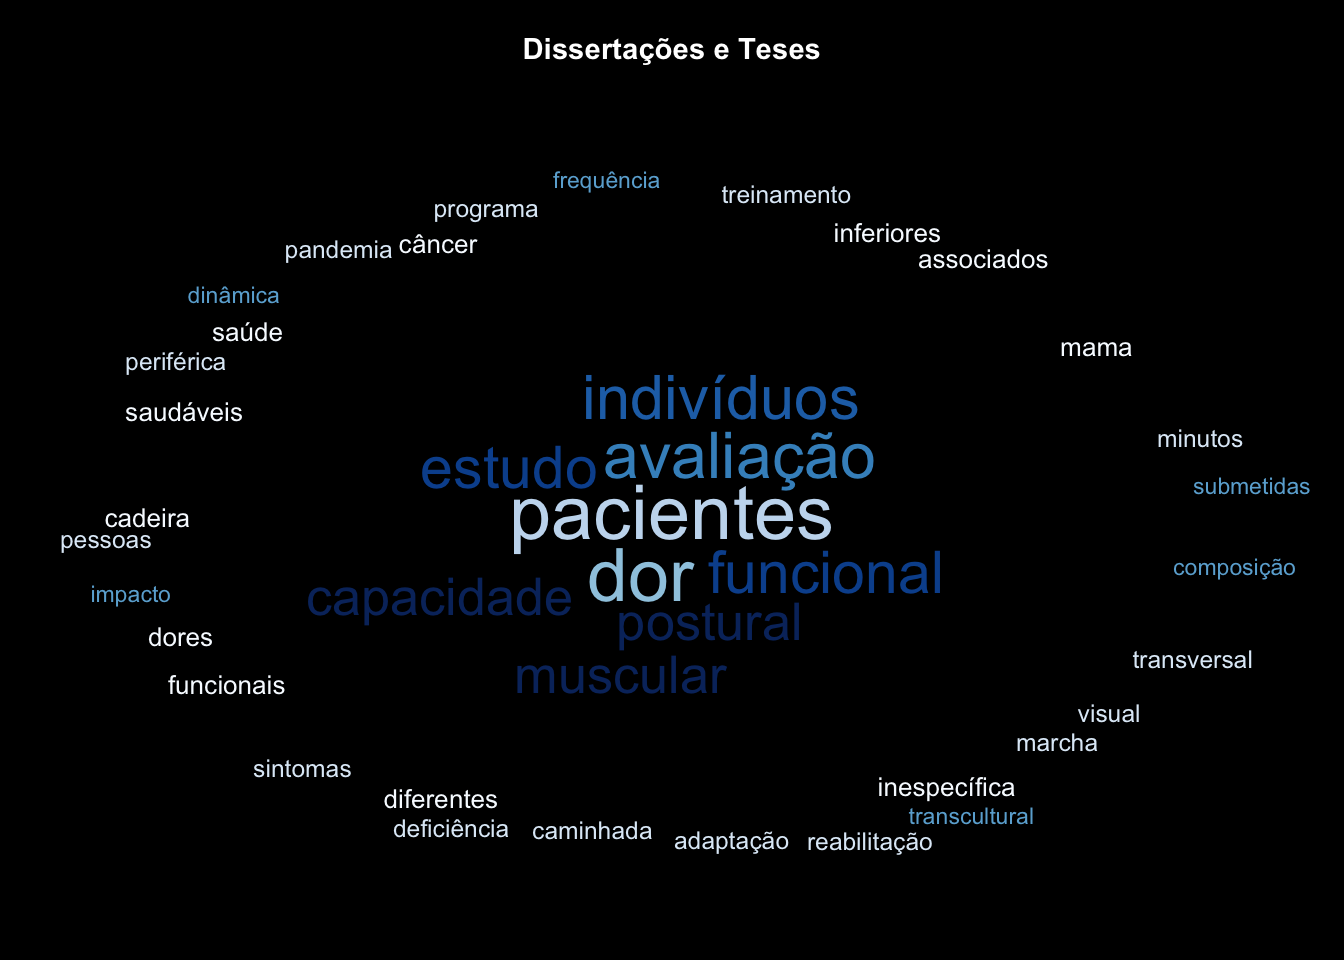 Dissertações e Teses
frequência
treinamento
programa
inferiores
câncer
pandemia
associados
dinâmica
saúde
mama
periférica
indivíduos
saudáveis
minutos
avaliação
estudo
submetidas
pacientes
cadeira
pessoas
composição
dor
funcional
impacto
capacidade
postural
dores
transversal
muscular
funcionais
visual
marcha
sintomas
inespecífica
diferentes
transcultural
deficiência
caminhada
adaptação
reabilitação